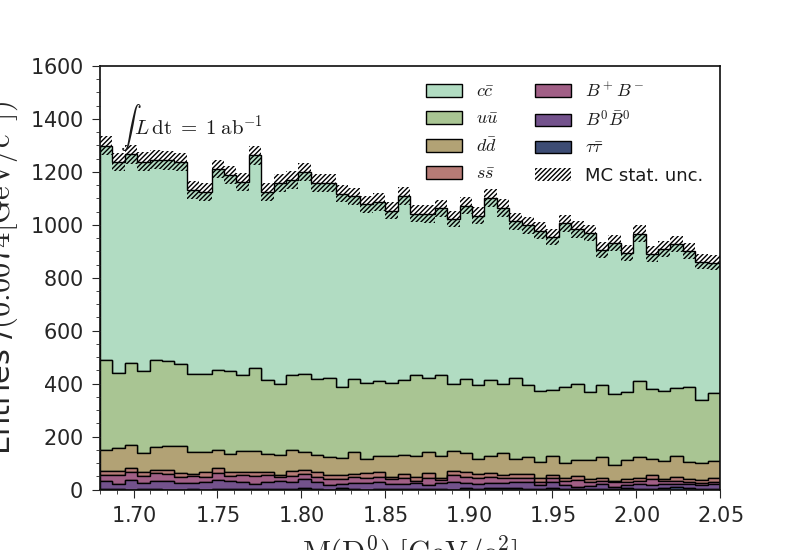 1600
1400
1200
1000
800
600
400
200
0
∫ L dt = 1 ab⁻¹
cc̄
uū
dd̄
ss̄
B⁺ B⁻
B⁰ B̄⁰
ττ̄
MC stat. unc.
1.70
1.75
1.80
1.85
1.90
1.95
2.00
2.05